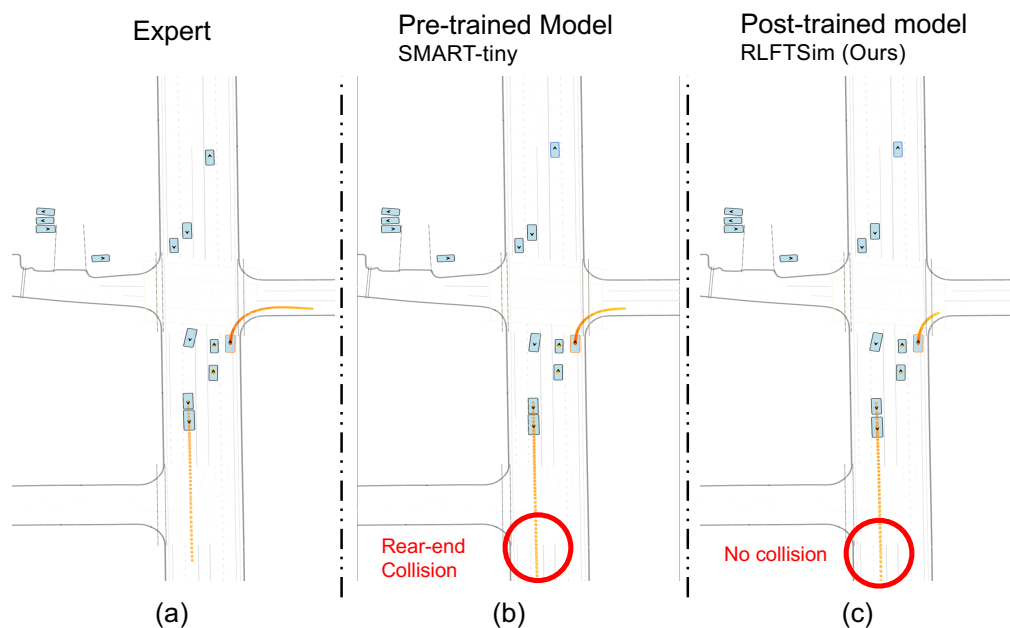 Expert
Pre-trained Model
SMART-tiny
Post-trained model
RLFTSim (Ours)
Rear-end
Collision
No collision
(a)
(b)
(c)